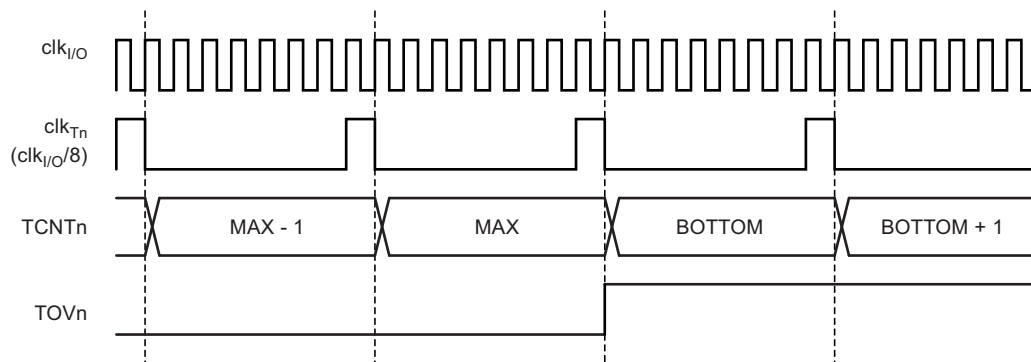 clkI/O
clkTn
(clkI/O/8)
TCNTn
MAX - 1
MAX
BOTTOM
BOTTOM + 1
TOVn